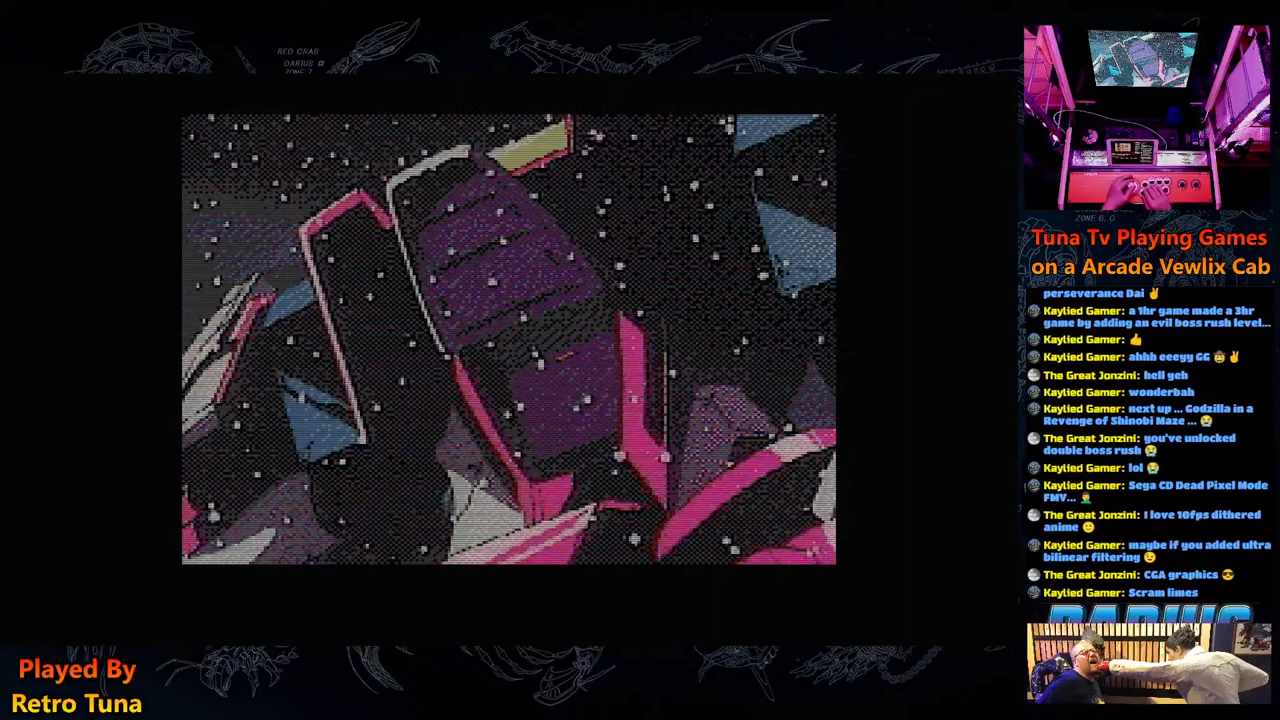 RED CRAB
DARIUS α
ZONE Z
ZONE B, C
Tuna Tv Playing Games
on a Arcade Vewlix Cab
perseverance Dai ✌
Kaylied Gamer: a 1hr game made a 3hr
game by adding an evil boss rush level...
Kaylied Gamer: 👍
Kaylied Gamer: ahhh eeeyy GG 🤠✌
The Great Jonzini: hell yeh
Kaylied Gamer: wonderbah
Kaylied Gamer: next up ... Godzilla in a
Revenge of Shinobi Maze ... 😭
The Great Jonzini: you've unlocked
double boss rush 😭
Kaylied Gamer: lol 😭
Kaylied Gamer: Sega CD Dead Pixel Mode
FMV... 🤦‍♂️
The Great Jonzini: I love 10fps dithered
anime 🙂
Kaylied Gamer: maybe if you added ultra
bilinear filtering 😉
The Great Jonzini: CGA graphics 😎
Kaylied Gamer: Scram limes
DARIUS
Played By
Retro Tuna